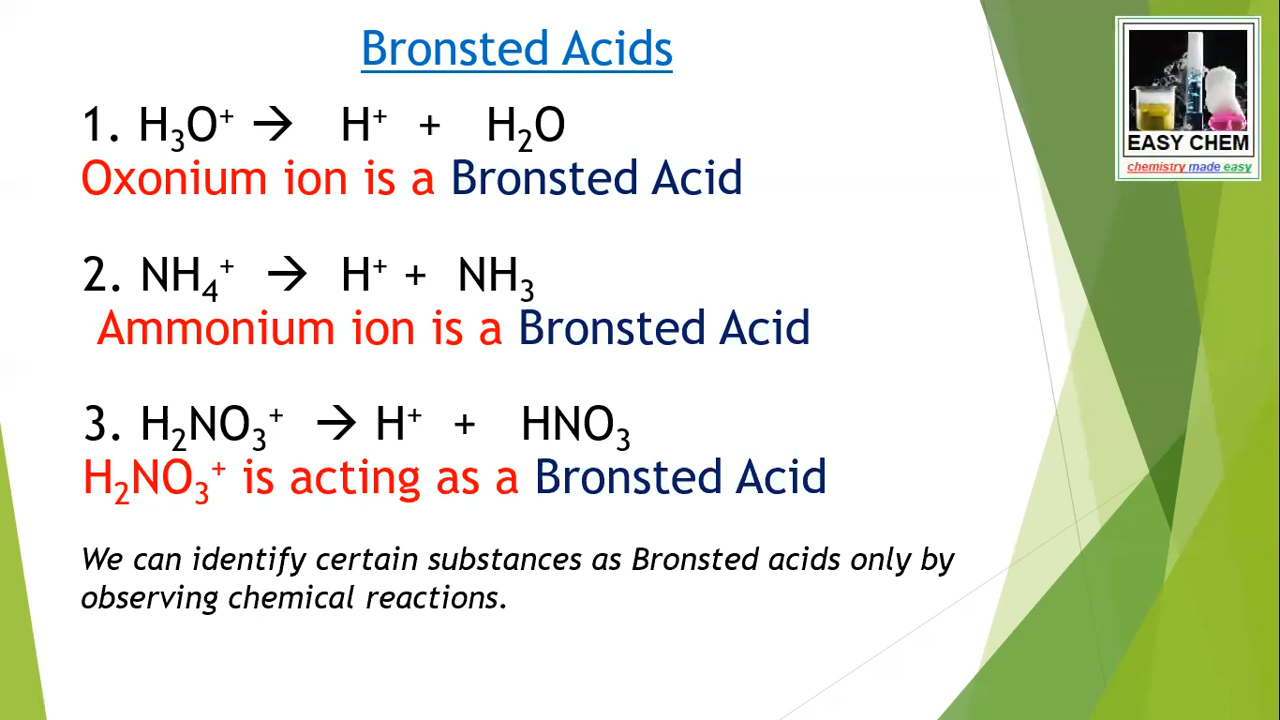 Bronsted Acids
1. H₃O⁺ → H⁺ + H₂O
Oxonium ion is a Bronsted Acid
2. NH₄⁺ → H⁺ + NH₃
Ammonium ion is a Bronsted Acid
3. H₂NO₃⁺ → H⁺ + HNO₃
H₂NO₃⁺ is acting as a Bronsted Acid
We can identify certain substances as Bronsted acids only by
observing chemical reactions.
EASY CHEM
chemistry made easy